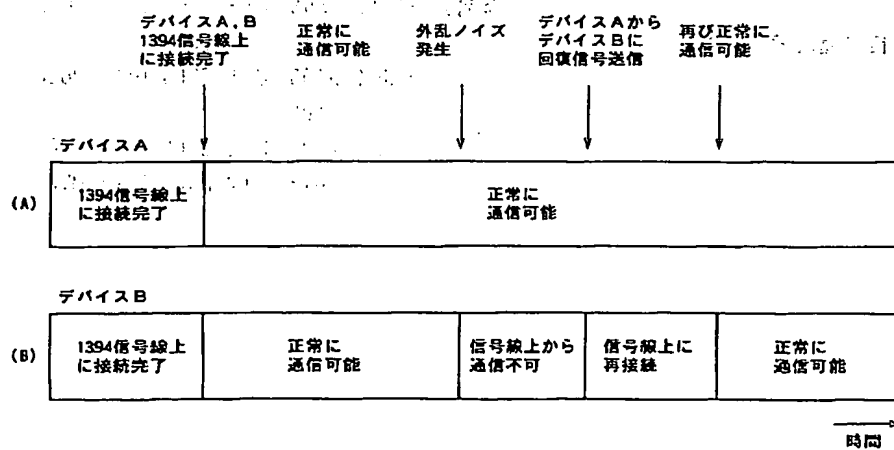 デバイスA,B
1394信号線上
に接続完了
正常に
通信可能
外乱ノイズ
発生
デバイスAから
デバイスBに
回復信号送信
再び正常に
通信可能
デバイスA
(A)
1394信号線上
に接続完了
正常に
通信可能
デバイスB
(B)
1394信号線上
に接続完了
正常に
通信可能
信号線上から
通信不可
信号線上に
再接続
正常に
通信可能
時間